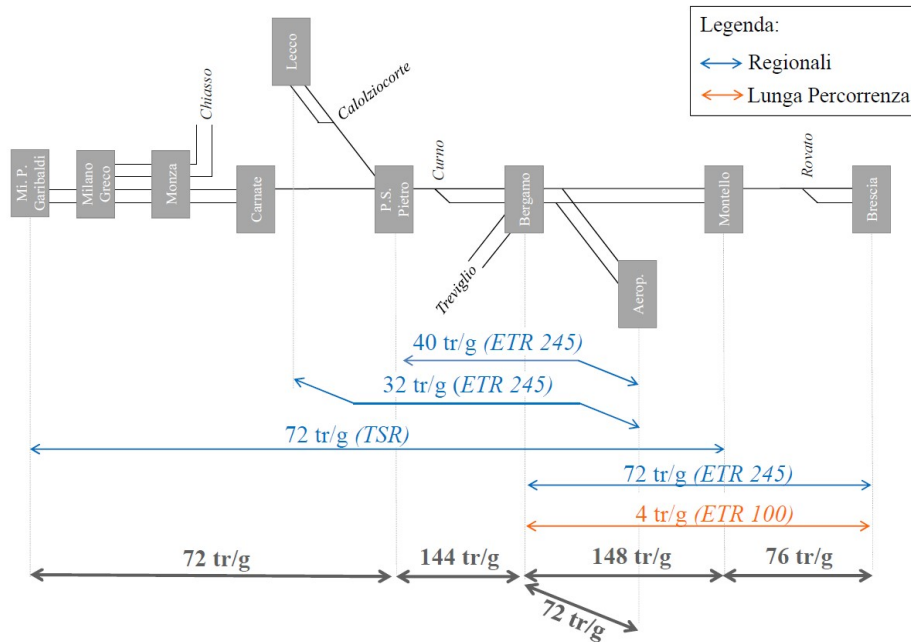 Legenda:
Regionali
Lunga Percorrenza
Lecco
Calolziocorte
Chiasso
Mi. P.
Garibaldi
Milano
Greco
Monza
Carnate
P.S.
Pietro
Curno
Bergamo
Treviglio
Aerop.
Montello
Rovato
Brescia
40 tr/g (ETR 245)
32 tr/g (ETR 245)
72 tr/g (TSR)
72 tr/g (ETR 245)
4 tr/g (ETR 100)
72 tr/g
144 tr/g
148 tr/g
76 tr/g
72 tr/g